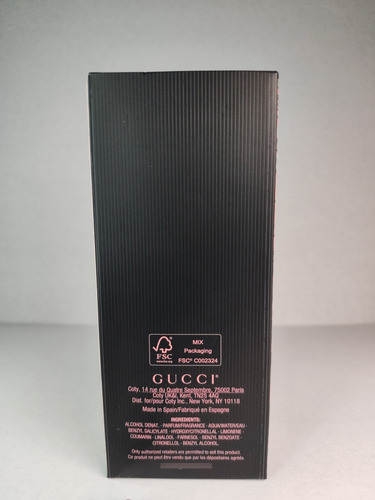 FSC
www.fsc.org
MIX
Packaging
FSC® C002324
GUCCI®
Coty, 14 rue du Quatre Septembre, 75002 Paris
Coty UK&I, Kent, TN25 4AQ
Dist. for/pour Coty Inc., New York, NY 10118
Made in Spain/Fabriqué en Espagne
INGREDIENTS:
ALCOHOL DENAT. - PARFUM/FRAGRANCE - AQUA/WATER/EAU -
BENZYL SALICYLATE - HYDROXYCITRONELLAL - LIMONENE -
COUMARIN - LINALOOL - FARNESOL - BENZYL BENZOATE -
CITRONELLOL - BENZYL ALCOHOL.
Only authorized retailers are permitted to sell this product.
Ce produit ne peut être vendu que par les dépositaires agréés.